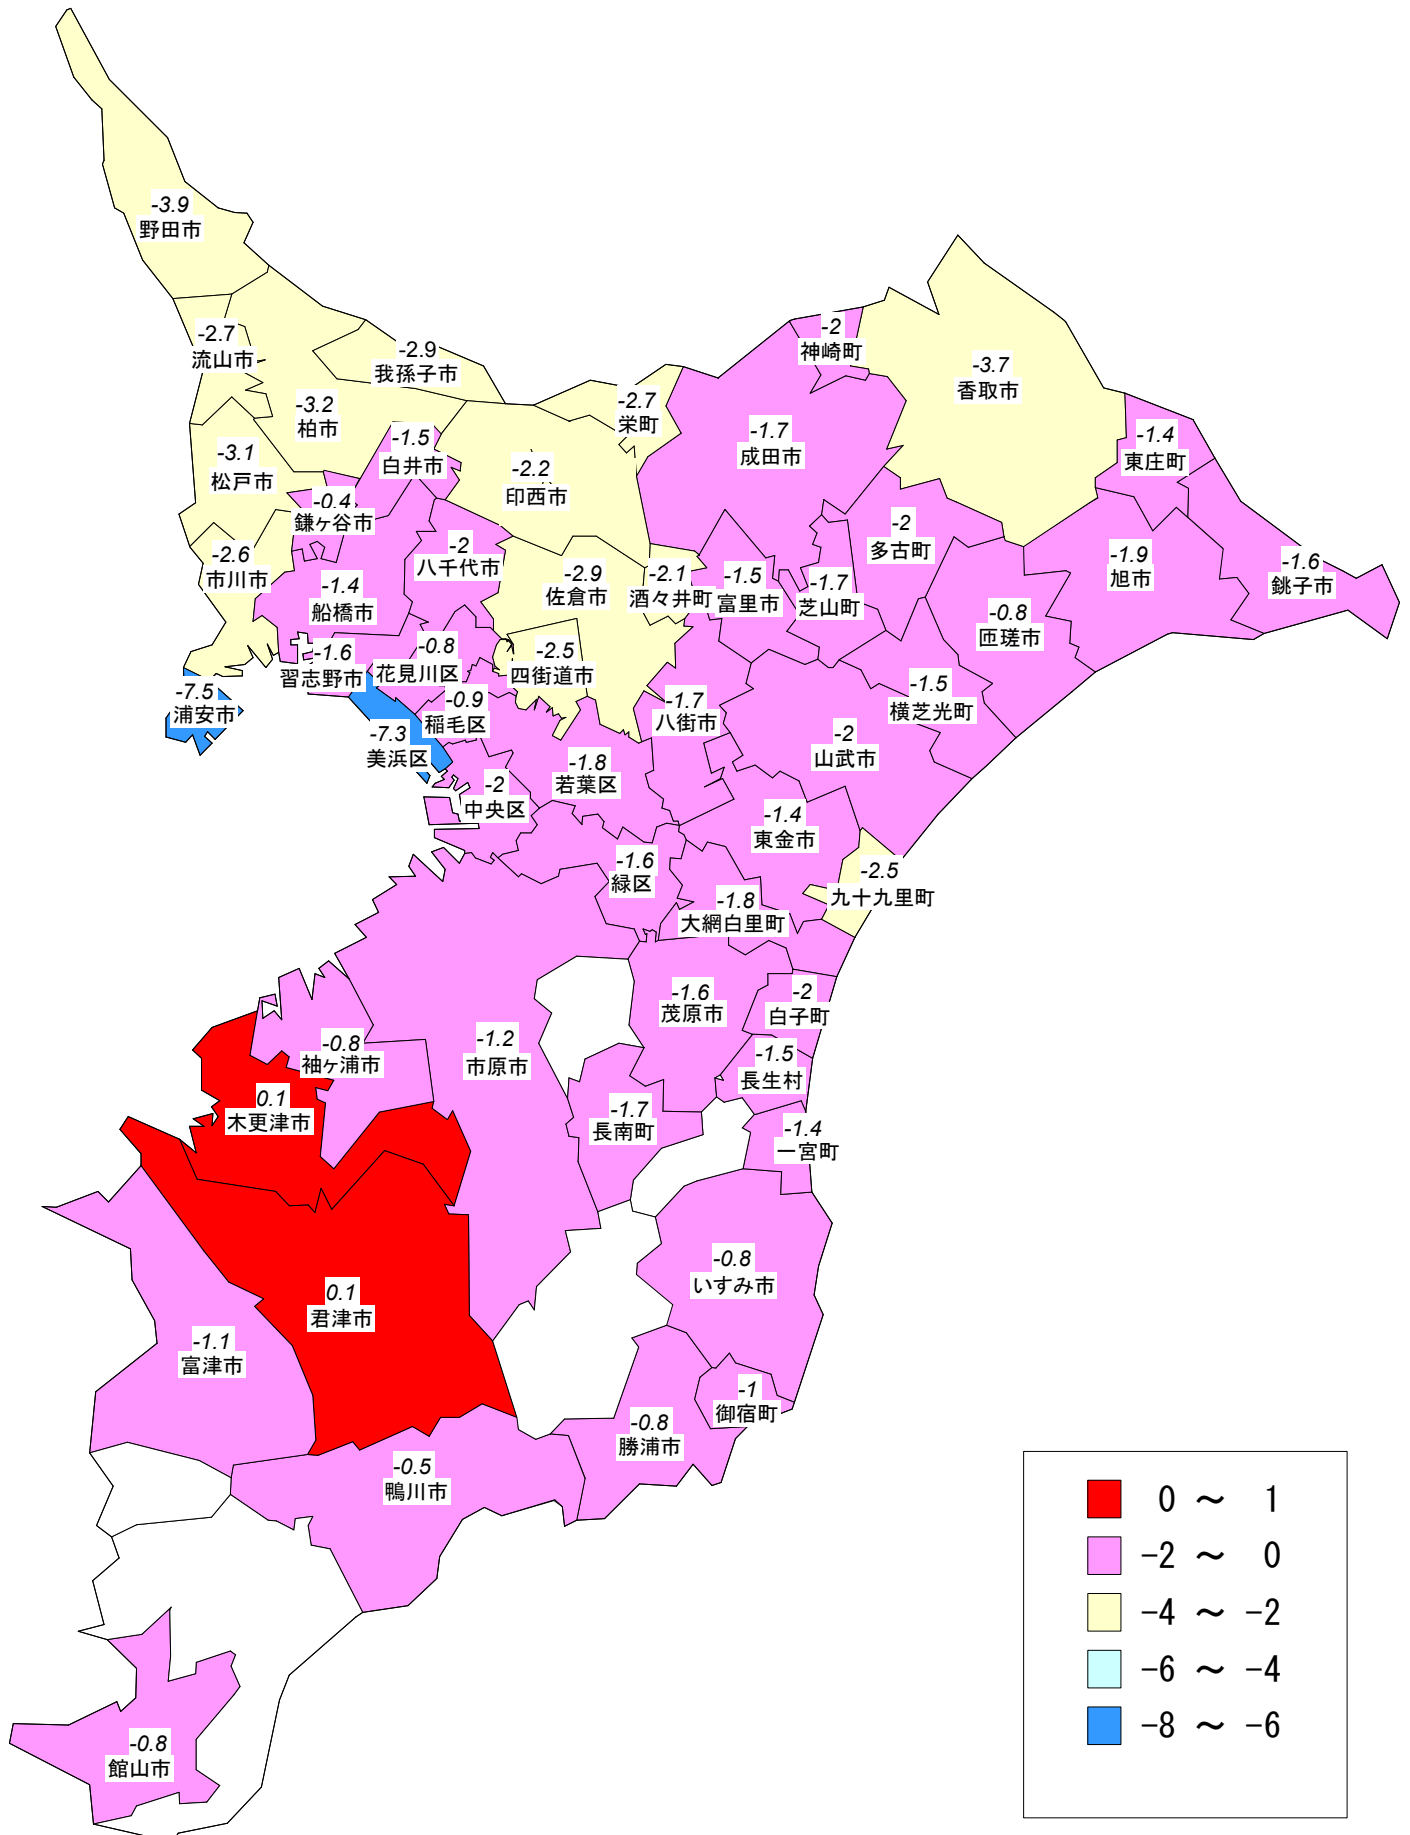 -3.9
野田市
-2.7
流山市
-2.9
我孫子市
-3.2
柏市
-2.7
栄町
-2
神崎町
-3.7
香取市
-1.7
成田市
-1.4
東庄町
-1.5
白井市
-3.1
松戸市
-2.2
印西市
-0.4
鎌ヶ谷市
-2.6
市川市
-2
八千代市
-1.4
船橋市
-2.9
佐倉市
-2.1
酒々井町
-1.5
富里市
-1.7
芝山町
-2
多古町
-1.9
旭市
-1.6
銚子市
-0.8
匝瑳市
-1.6
習志野市
-0.8
花見川区
-2.5
四街道市
-7.5
浦安市
-0.9
稲毛区
-1.7
八街市
-1.5
横芝光町
-7.3
美浜区
-1.8
若葉区
-2
山武市
-2
中央区
-1.4
東金市
-1.6
緑区
-2.5
九十九里町
-1.8
大網白里町
-1.6
茂原市
-2
白子町
-0.8
袖ヶ浦市
-1.2
市原市
-1.5
長生村
0.1
木更津市
-1.7
長南町
-1.4
一宮町
-0.8
いすみ市
0.1
君津市
-1.1
富津市
-1
御宿町
-0.8
勝浦市
-0.5
鴨川市
-0.8
館山市
0 ～ 1
-2 ～ 0
-4 ～ -2
-6 ～ -4
-8 ～ -6